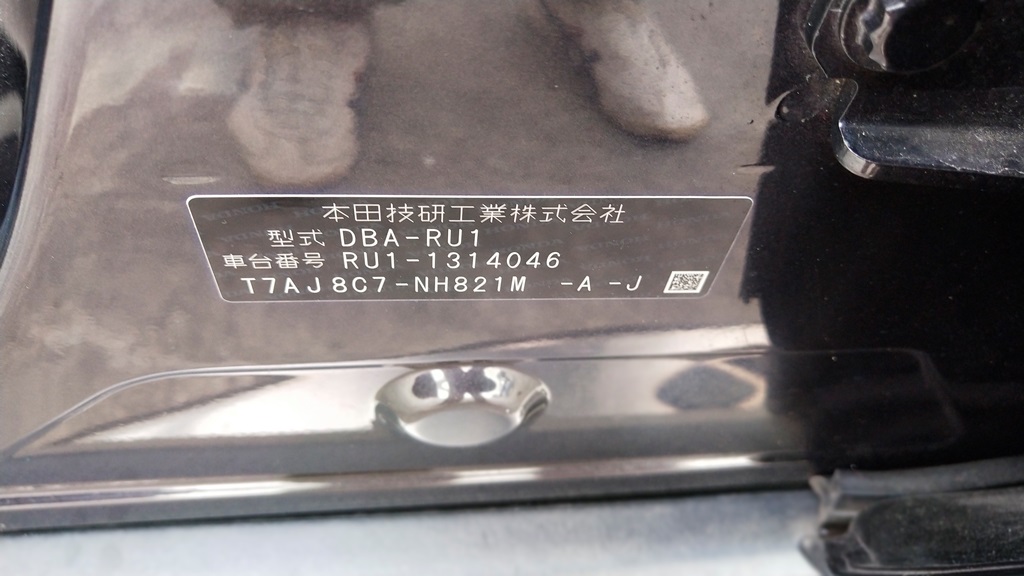 本田技研工業株式会社
型式 DBA-RU1
車台番号 RU1-1314046
T7AJ8C7-NH821M -A -J